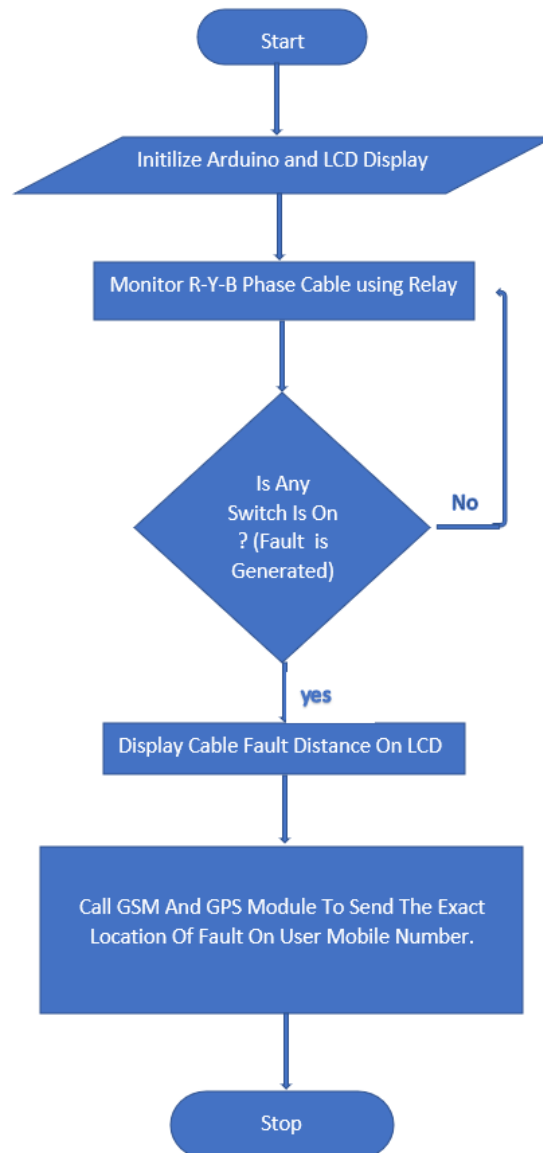 Start
Initilize Arduino and LCD Display
Monitor R-Y-B Phase Cable using Relay
Is Any
Switch Is On
? (Fault is
Generated)
No
yes
Display Cable Fault Distance On LCD
Call GSM And GPS Module To Send The Exact
Location Of Fault On User Mobile Number.
Stop